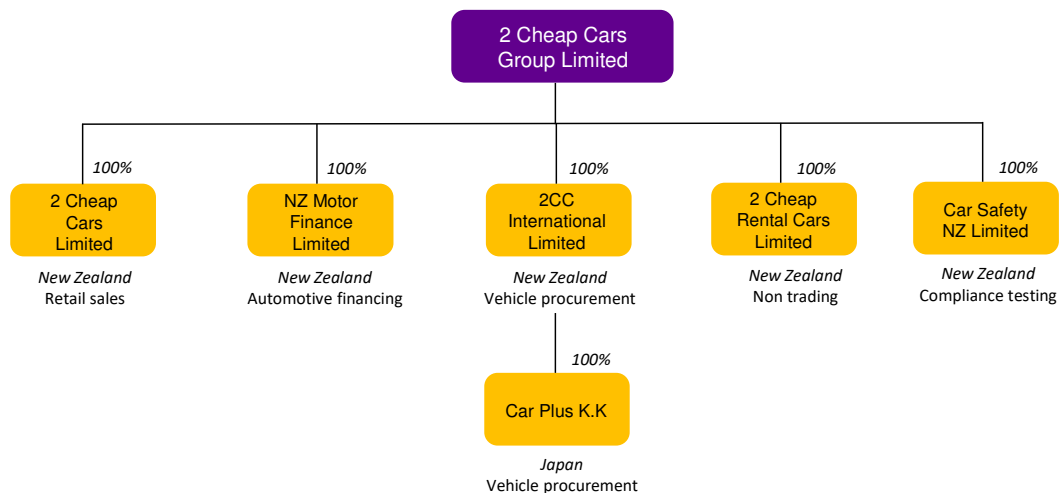 2 Cheap Cars
Group Limited
100%
100%
100%
100%
100%
2 Cheap
Cars
Limited
New Zealand
Retail sales
NZ Motor
Finance
Limited
New Zealand
Automotive financing
2CC
International
Limited
New Zealand
Vehicle procurement
2 Cheap
Rental Cars
Limited
New Zealand
Non trading
Car Safety
NZ Limited
New Zealand
Compliance testing
100%
Car Plus K.K
Japan
Vehicle procurement